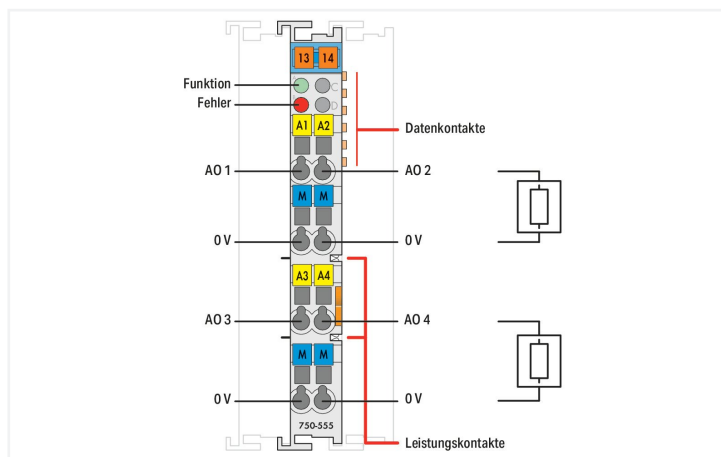 13 14
Funktion
C
Fehler
D
A1 A2
Datenkontakte
AO 1
AO 2
M M
0 V
0 V
A3 A4
AO 3
AO 4
M M
0 V
0 V
750-555
Leistungskontakte